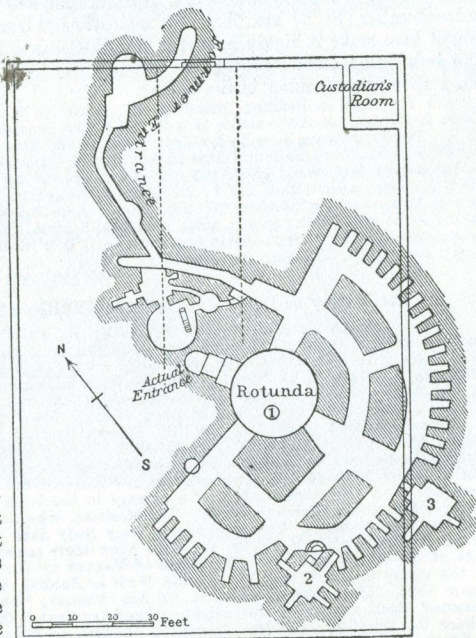 Former Entrance
Custodian's
Room
N
Actual
Entrance
Rotunda
1
S
3
2
0 10 20 30 Feet